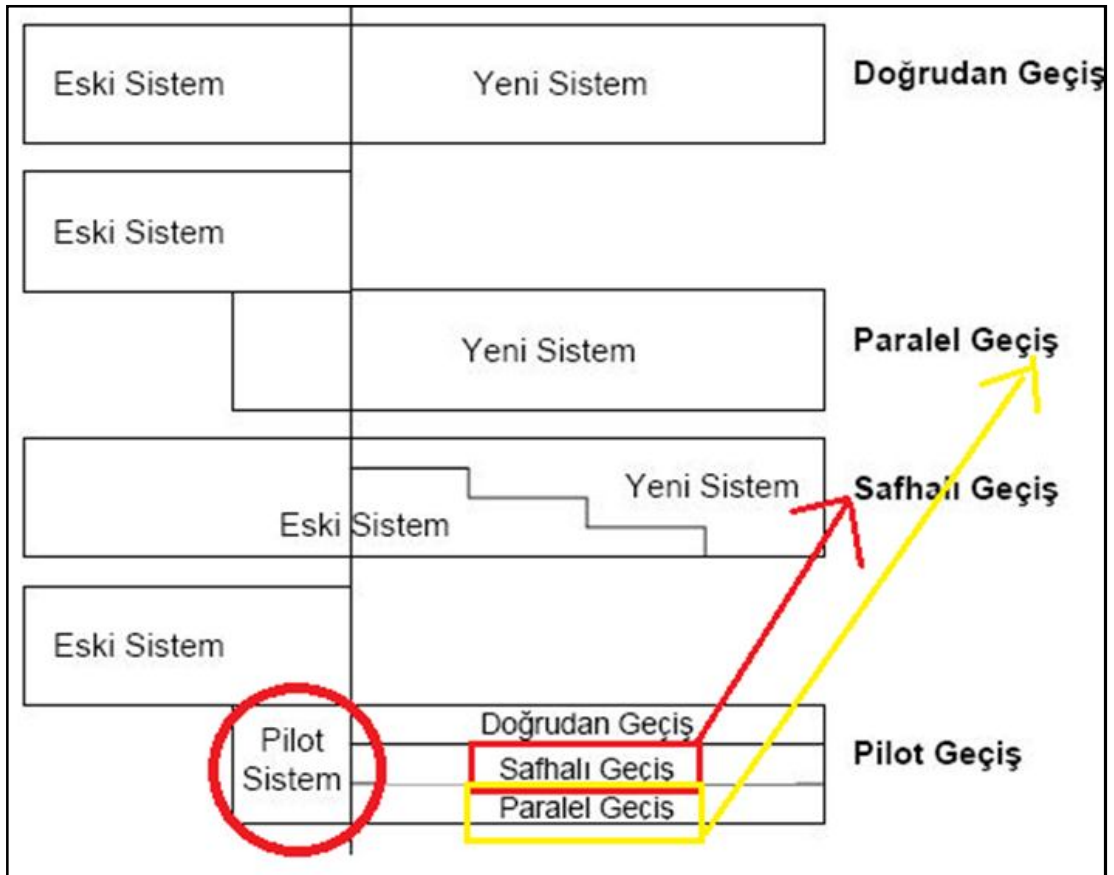 Eski Sistem
Yeni Sistem
Doğrudan Geçiş
Eski Sistem
Yeni Sistem
Paralel Geçiş
Yeni Sistem
Eski Sistem
Safhalı Geçiş
Eski Sistem
Pilot
Sistem
Doğrudan Geçiş
Safhalı Geçiş
Paralel Geçiş
Pilot Geçiş